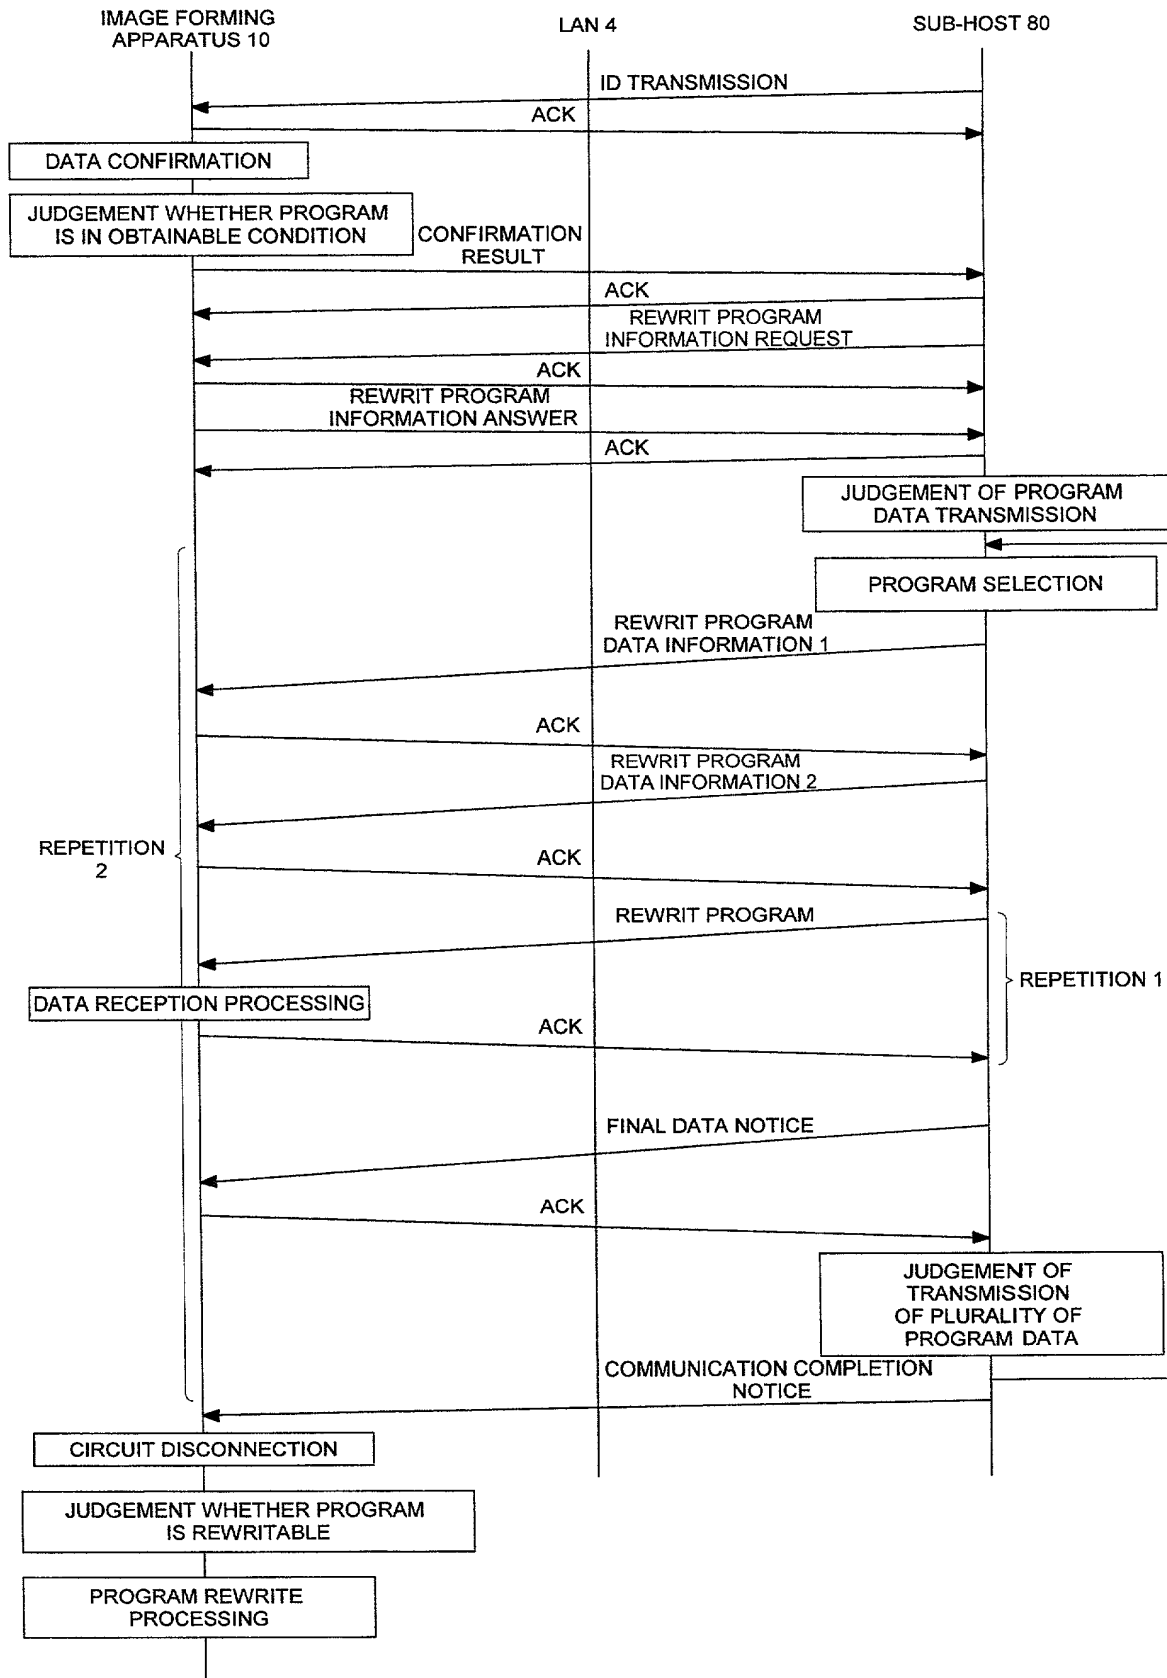 IMAGE FORMING
APPARATUS 10
LAN 4
SUB-HOST 80
ID TRANSMISSION
ACK
DATA CONFIRMATION
JUDGEMENT WHETHER PROGRAM
IS IN OBTAINABLE CONDITION
CONFIRMATION
RESULT
ACK
REWRIT PROGRAM
INFORMATION REQUEST
ACK
REWRIT PROGRAM
INFORMATION ANSWER
ACK
JUDGEMENT OF PROGRAM
DATA TRANSMISSION
PROGRAM SELECTION
REWRIT PROGRAM
DATA INFORMATION 1
ACK
REWRIT PROGRAM
DATA INFORMATION 2
REPETITION
2
ACK
REWRIT PROGRAM
REPETITION 1
DATA RECEPTION PROCESSING
ACK
FINAL DATA NOTICE
ACK
JUDGEMENT OF
TRANSMISSION
OF PLURALITY OF
PROGRAM DATA
COMMUNICATION COMPLETION
NOTICE
CIRCUIT DISCONNECTION
JUDGEMENT WHETHER PROGRAM
IS REWRITABLE
PROGRAM REWRITE
PROCESSING